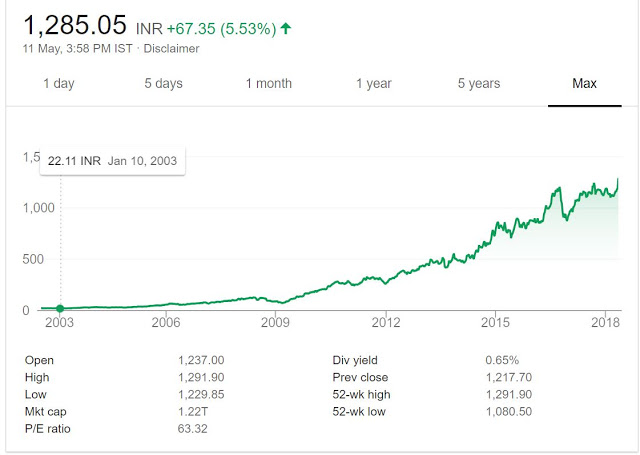 1,285.05 INR +67.35 (5.53%)
11 May, 3:58 PM IST · Disclaimer
1 day 5 days 1 month 1 year 5 years Max
1,5
22.11 INR Jan 10, 2003
1,000
500
0
2003 2006 2009 2012 2015 2018
Open 1,237.00 Div yield 0.65%
High 1,291.90 Prev close 1,217.70
Low 1,229.85 52-wk high 1,291.90
Mkt cap 1.22T 52-wk low 1,080.50
P/E ratio 63.32